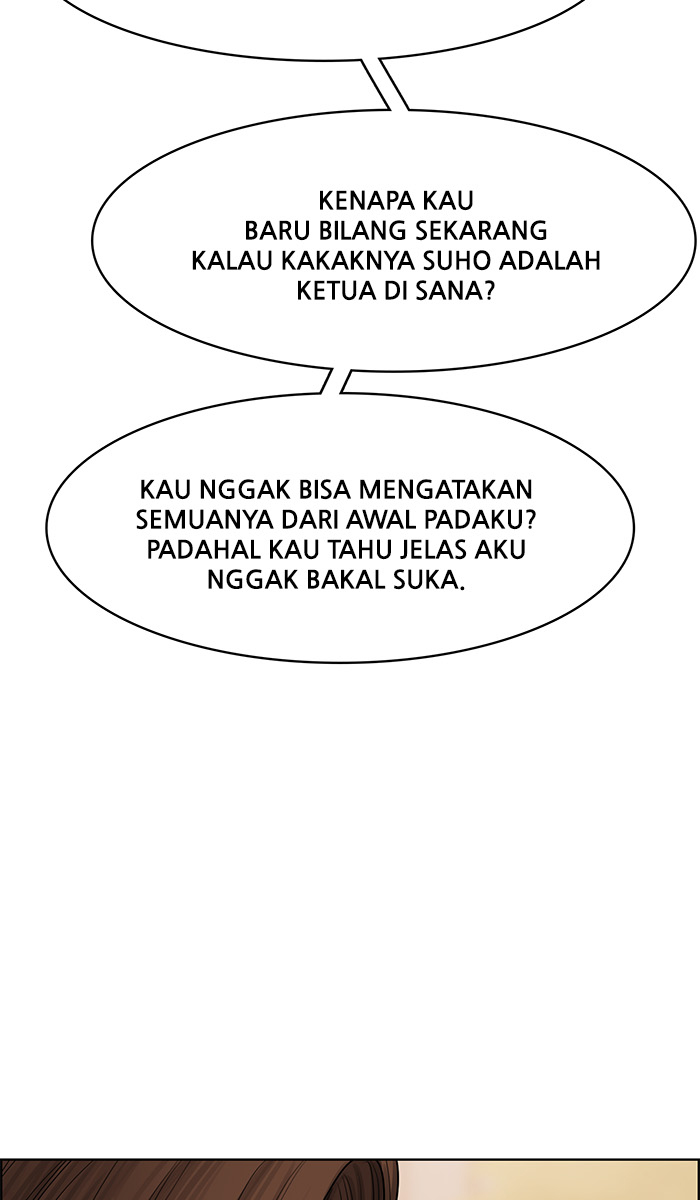 KENAPA KAU
BARU BILANG SEKARANG
KALAU KAKAKNYA SUHO ADALAH
KETUA DI SANA?
KAU NGGAK BISA MENGATAKAN
SEMUANYA DARI AWAL PADAKU?
PADAHAL KAU TAHU JELAS AKU
NGGAK BAKAL SUKA.